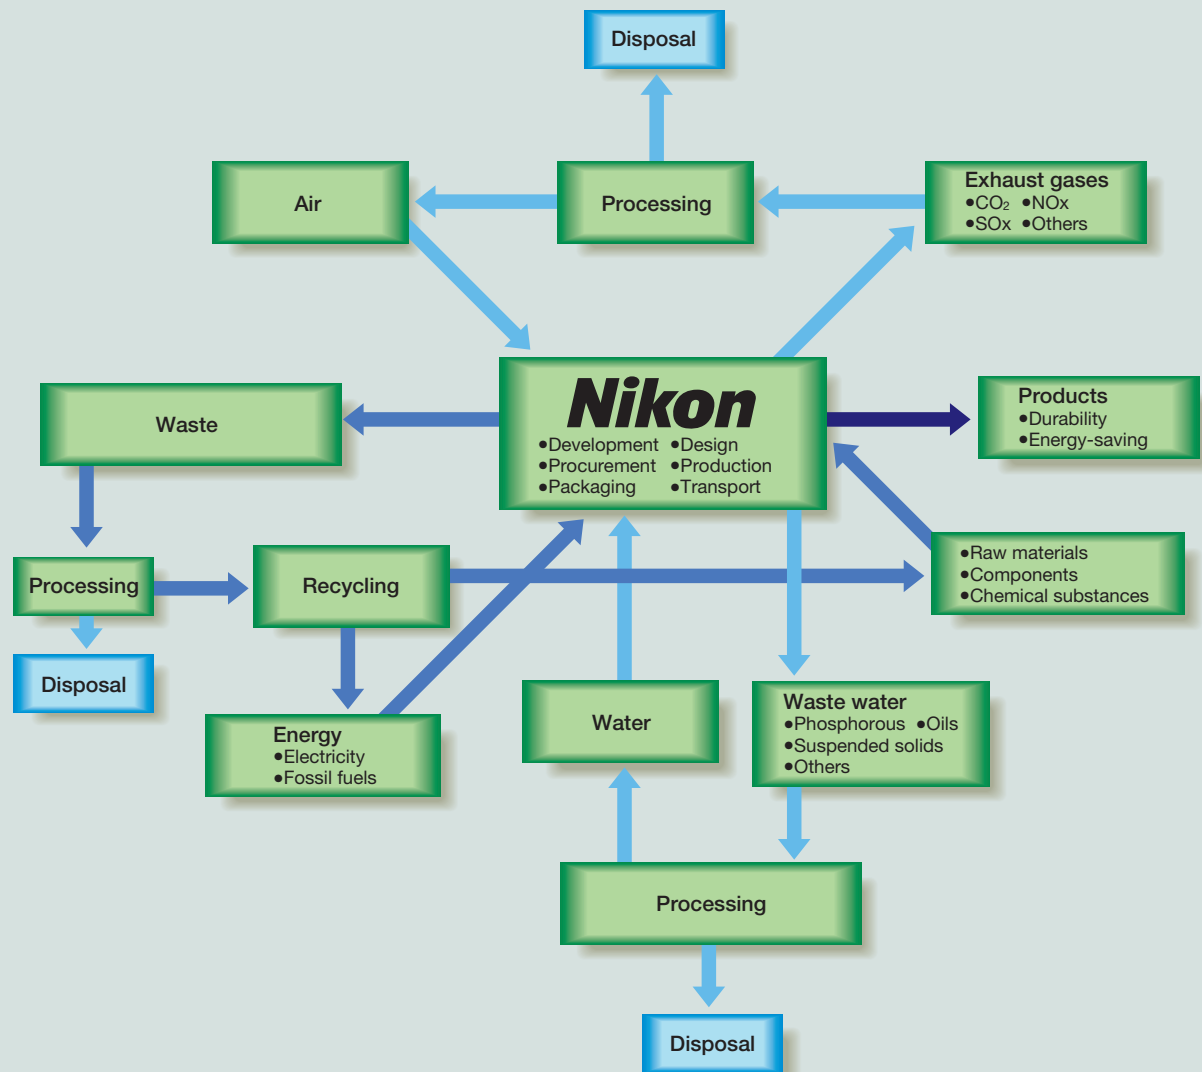 Disposal
Air
Processing
Exhaust gases
●CO₂ ●NOx
●SOx ●Others
Nikon
●Development ●Design
●Procurement ●Production
●Packaging ●Transport
Products
●Durability
●Energy-saving
Waste
Processing
Recycling
●Raw materials
●Components
●Chemical substances
Disposal
Energy
●Electricity
●Fossil fuels
Water
Waste water
●Phosphorous ●Oils
●Suspended solids
●Others
Processing
Disposal